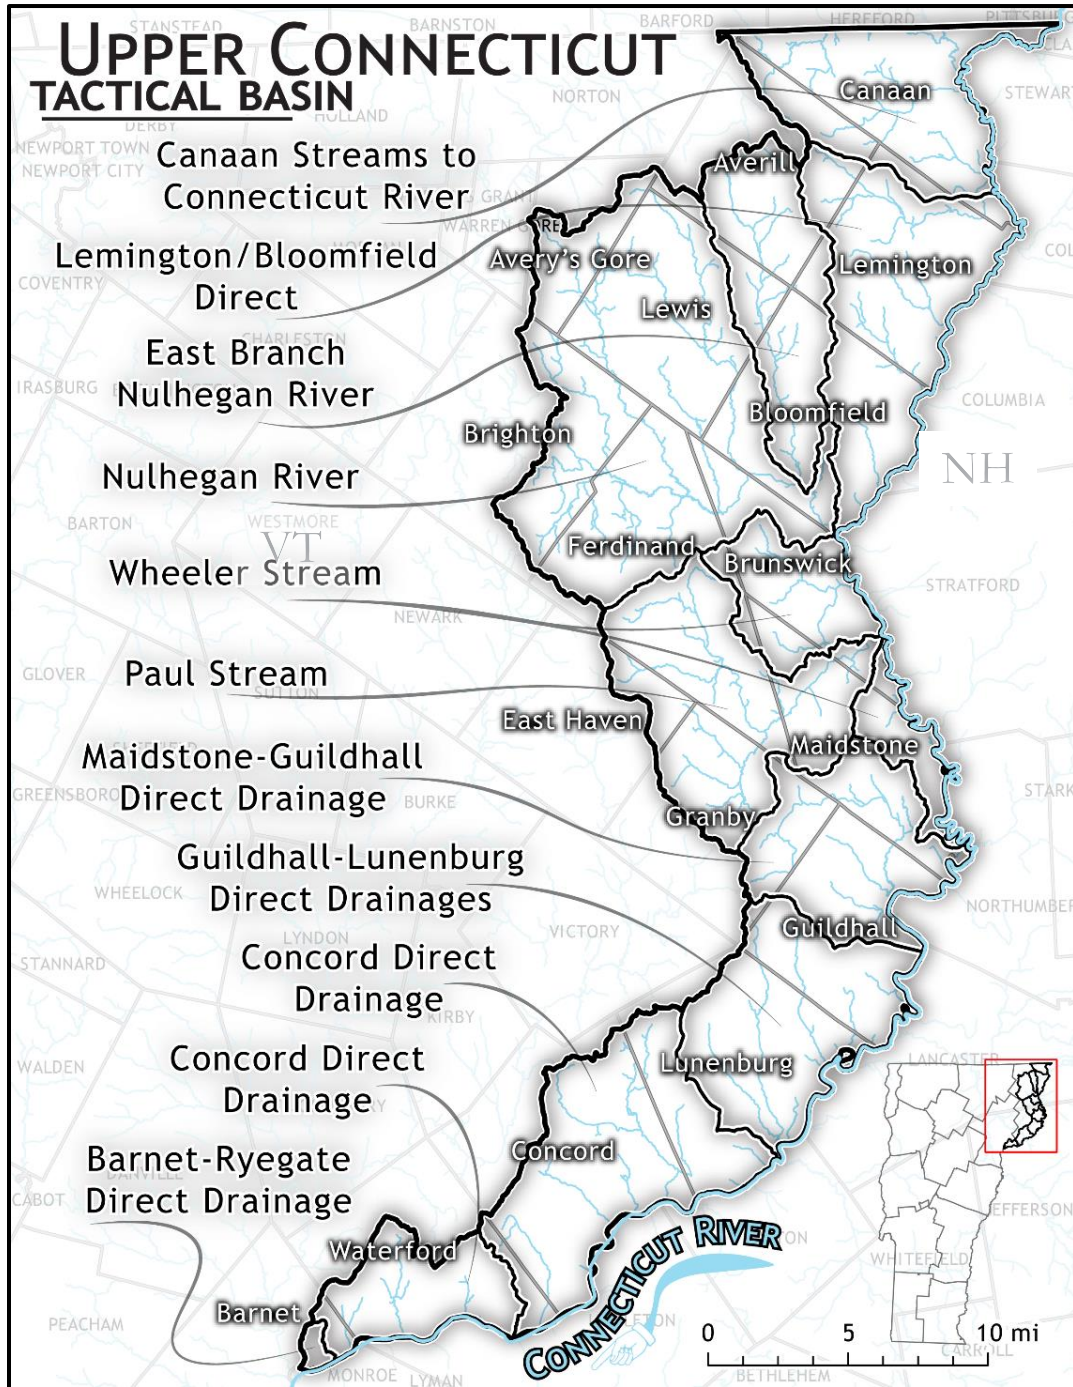 UPPER CONNECTICUT
TACTICAL BASIN
STANSTEAD
BARNSTON
BARFORD
HEREFORD
NORTON
HOLLAND
DERBY
NEWPORT TOWN
NEWPORT CITY
Canaan
Averill
Canaan Streams to
Connecticut River
Avery's Gore
Lewis
Lemington
Lemington/Bloomfield
Direct
COVENTRY
CHARLESTON
IRASBURG
East Branch
Nulhegan River
Bloomfield
COLUMBIA
Brighton
NH
Nulhegan River
BARTON
WESTMORE
VT
Ferdinand
Brunswick
Wheeler Stream
STRATFORD
NEWARK
GLOVER
Paul Stream
SUTTON
East Haven
Maidstone
Maidstone-Guildhall
Direct Drainage
GREENSBORO
BURKE
STARK
Granby
Guildhall-Lunenburg
Direct Drainages
WHEELOCK
VICTORY
Guildhall
LYNDON
STANNARD
Concord Direct
Drainage
KIRBY
WALDEN
Lunenburg
LANCASTER
Concord Direct
Drainage
Concord
Barnet-Ryegate
Direct Drainage
DANVILLE
CABOT
JEFFERSON
WHITEFIELD
Waterford
CONNECTICUT RIVER
Barnet
PEACHAM
0 5 10 mi
CARROLL
MONROE
LYMAN
BETHLEHEM